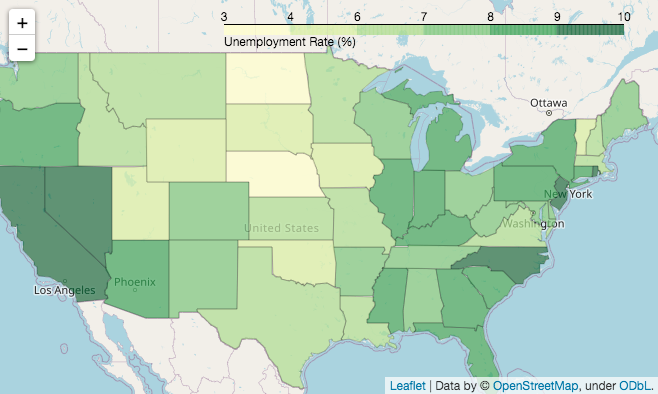 +
−
3 4 5 6 7 8 9 10
Unemployment Rate (%)
Ottawa
New York
United States
Washington
Phoenix
Los Angeles
Leaflet | Data by © OpenStreetMap, under ODbL.